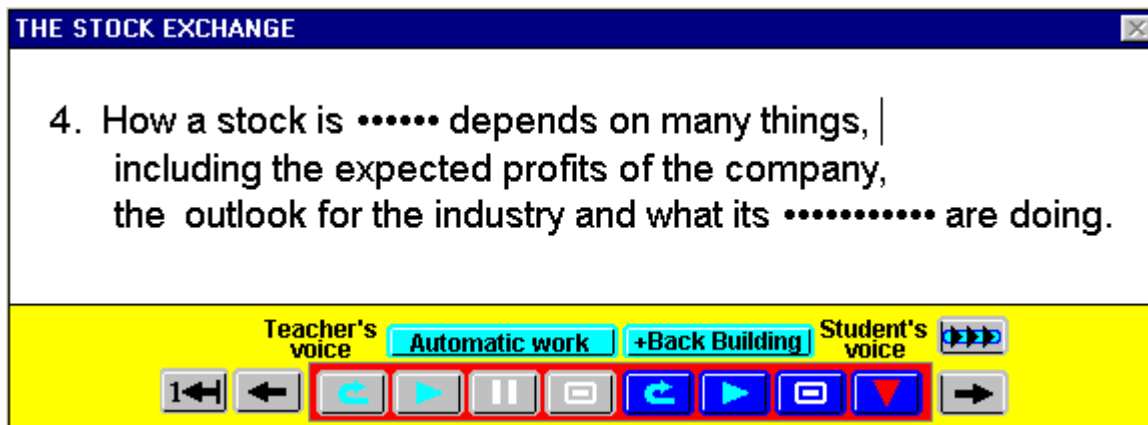 THE STOCK EXCHANGE
4. How a stock is •••••• depends on many things,
including the expected profits of the company,
the outlook for the industry and what its ••••••••••• are doing.
Teacher's voice
Automatic work
+Back Building
Student's voice
1